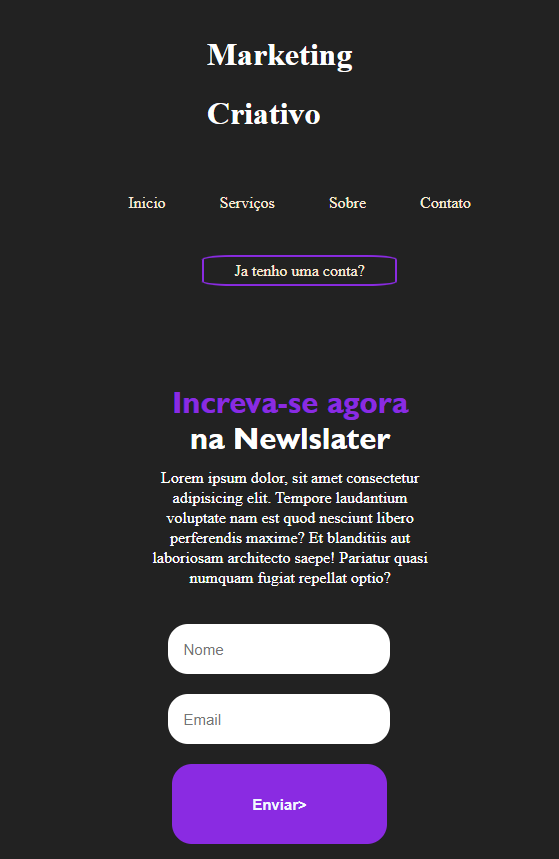 Marketing
Criativo
Inicio Serviços Sobre Contato
Ja tenho uma conta?
Increva-se agora
na Newlslater
Lorem ipsum dolor, sit amet consectetur
adipisicing elit. Tempore laudantium
voluptate nam est quod nesciunt libero
perferendis maxime? Et blanditiis aut
laboriosam architecto saepe! Pariatur quasi
numquam fugiat repellat optio?
Nome
Email
Enviar>